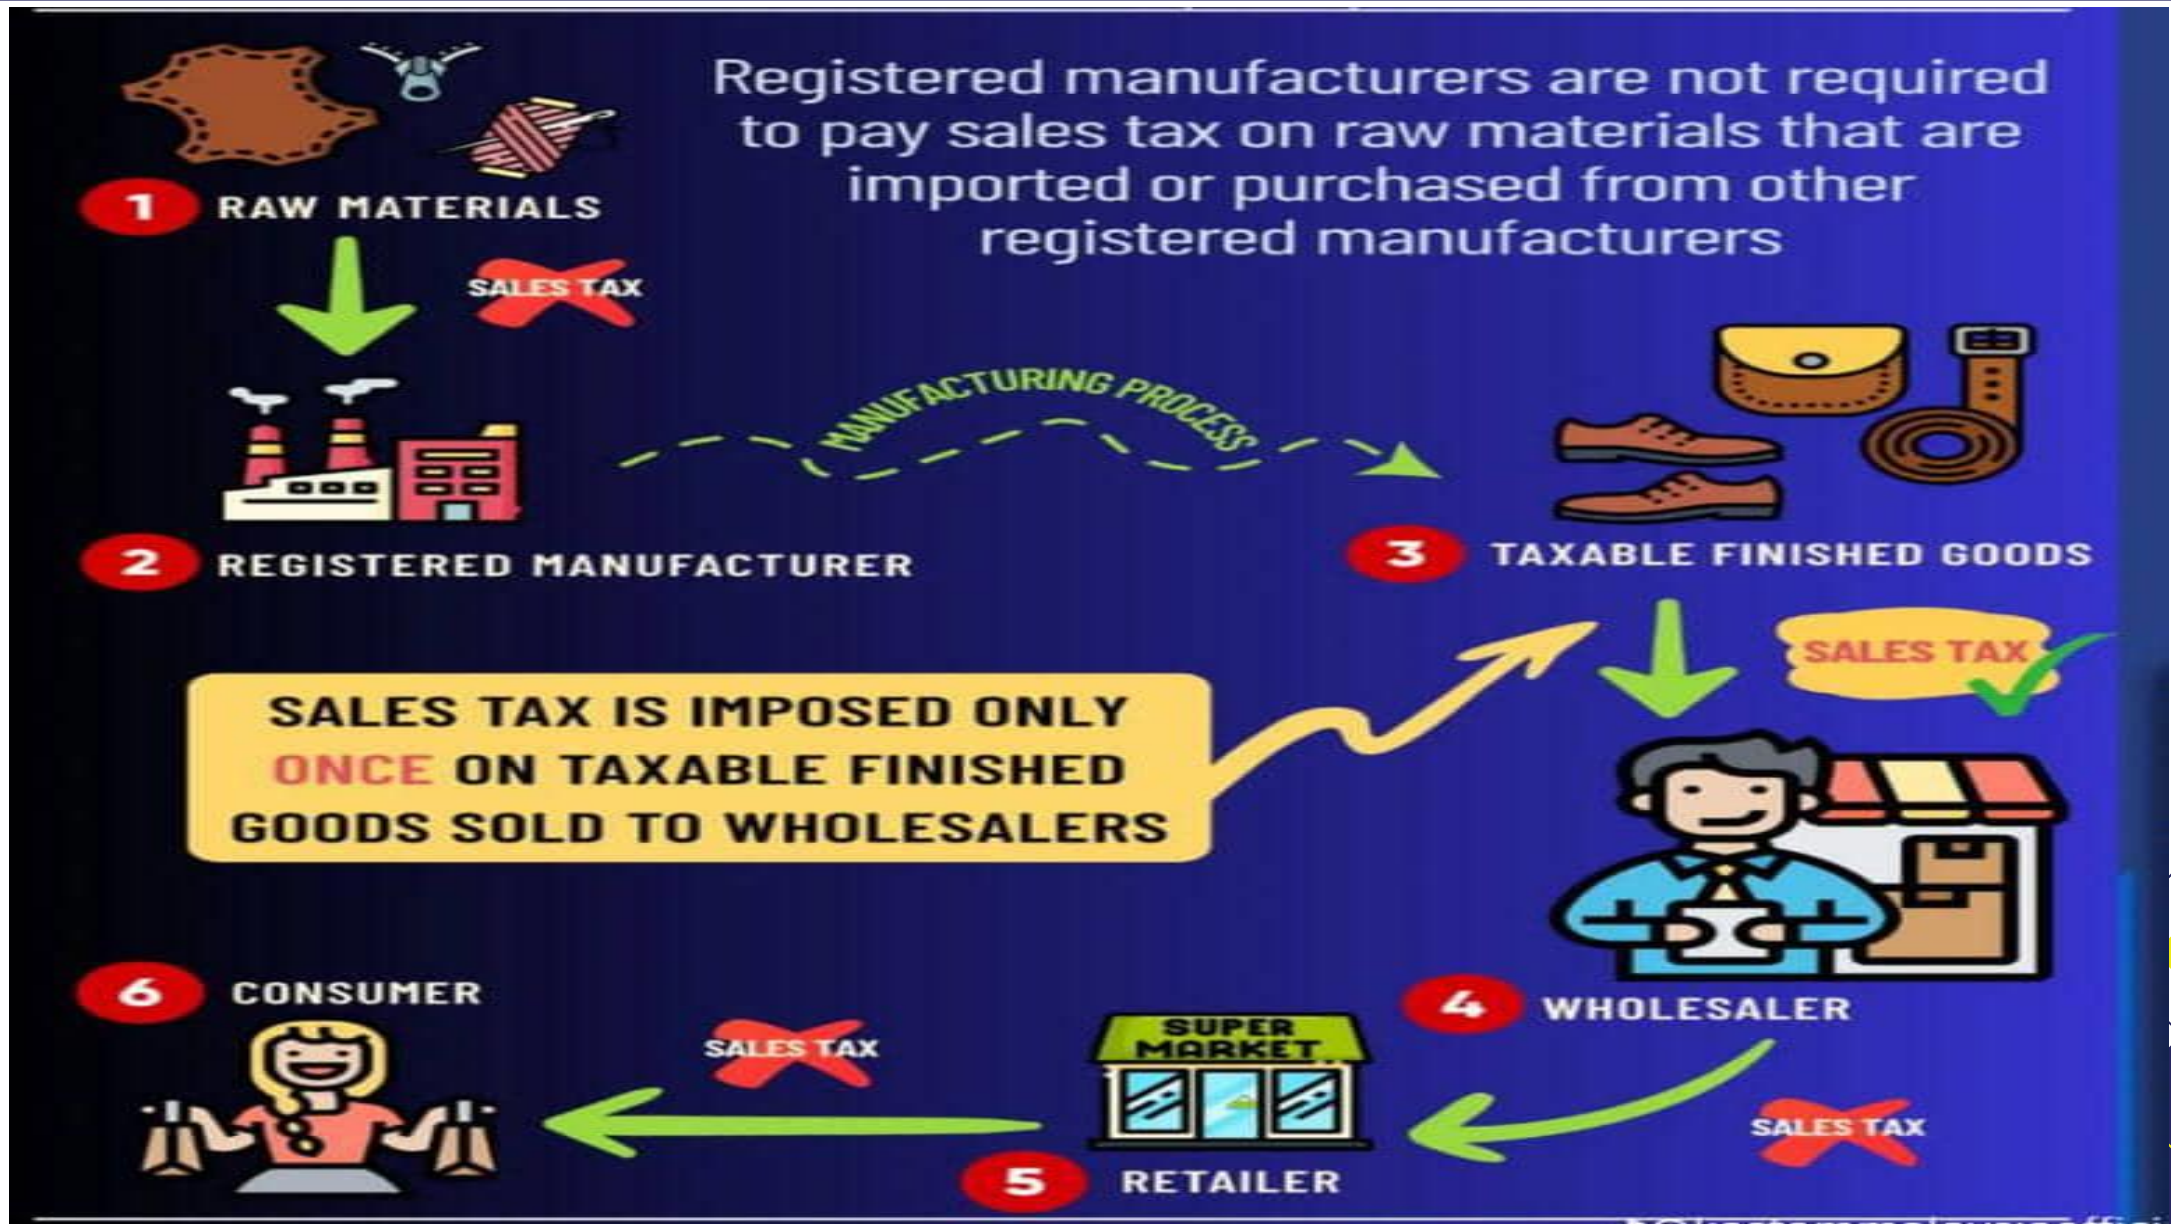 Registered manufacturers are not required
to pay sales tax on raw materials that are
imported or purchased from other
registered manufacturers
1 RAW MATERIALS
SALES TAX
MANUFACTURING PROCESS
2 REGISTERED MANUFACTURER
3 TAXABLE FINISHED GOODS
SALES TAX
SALES TAX IS IMPOSED ONLY
ONCE ON TAXABLE FINISHED
GOODS SOLD TO WHOLESALERS
4 WHOLESALER
SALES TAX
SUPER
MARKET
5 RETAILER
SALES TAX
6 CONSUMER